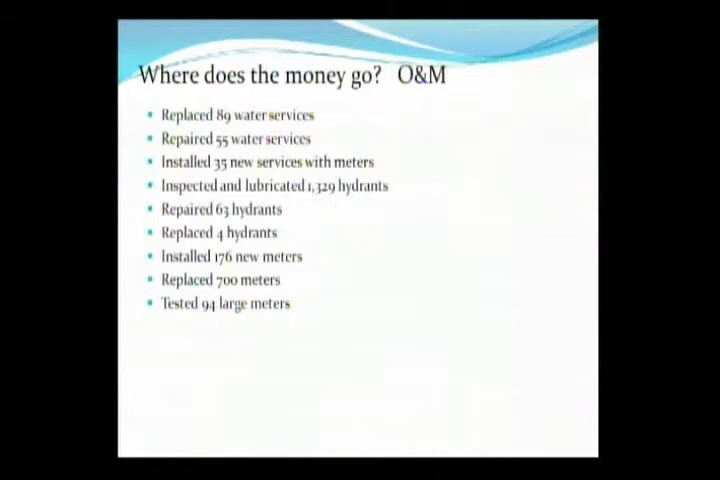 Where does the money go? O&M
• Replaced 89 water services
• Repaired 55 water services
• Installed 35 new services with meters
• Inspected and lubricated 1,329 hydrants
• Repaired 63 hydrants
• Replaced 4 hydrants
• Installed 176 new meters
• Replaced 700 meters
• Tested 94 large meters